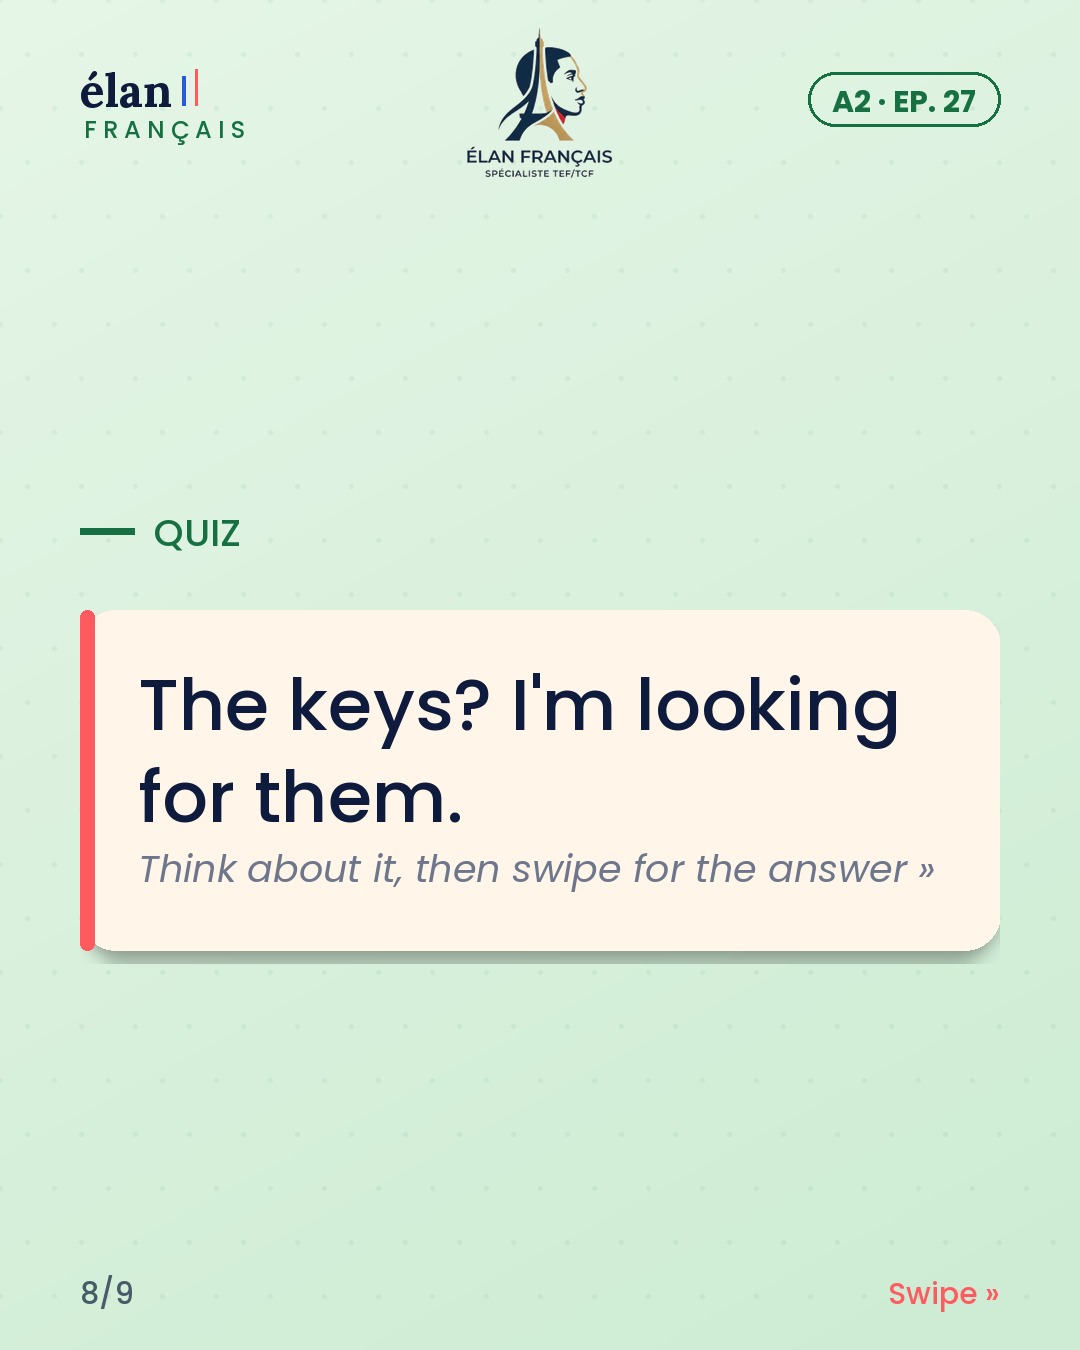 élan
FRANÇAIS
ÉLAN FRANÇAIS
SPÉCIALISTE TEF/TCF
A2 · EP. 27
QUIZ
The keys? I'm looking
for them.
Think about it, then swipe for the answer »
8/9
Swipe »